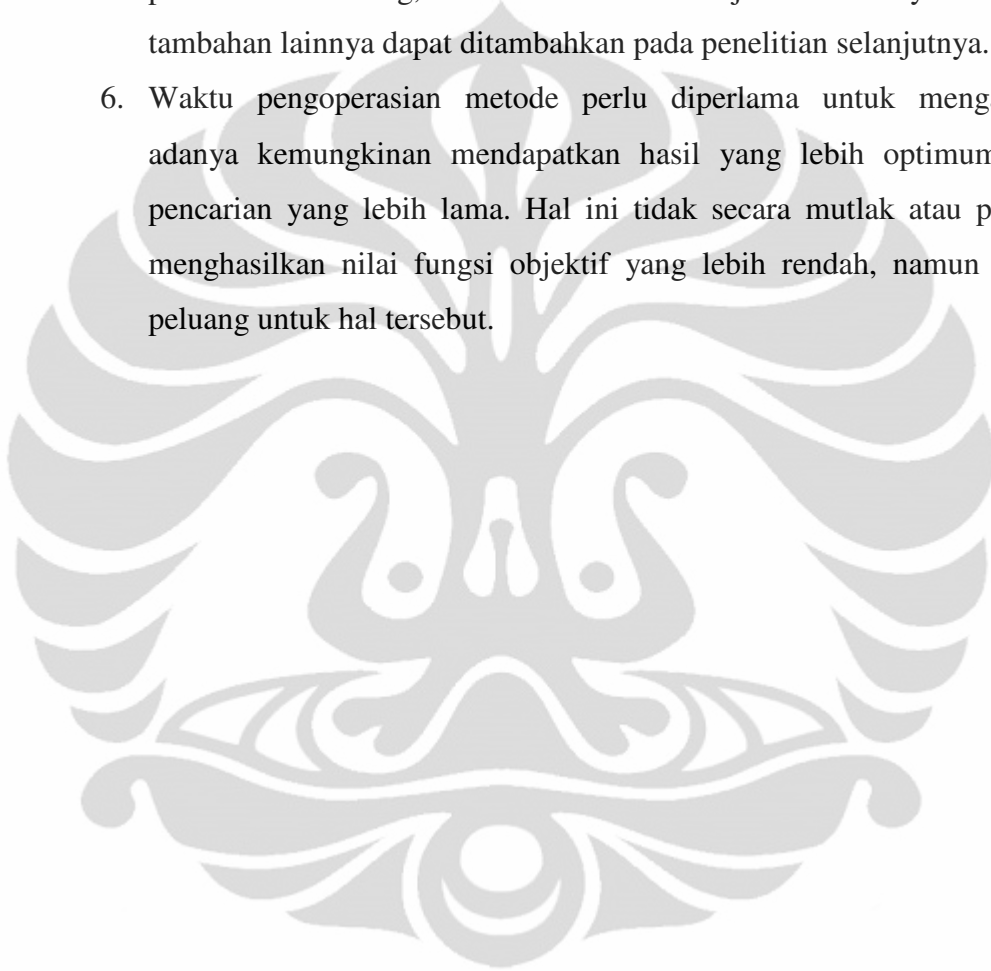 tambahan lainnya dapat ditambahkan pada penelitian selanjutnya.
6. Waktu pengoperasian metode perlu diperlama untuk
adanya kemungkinan mendapatkan hasil yang lebih optimum
pencarian yang lebih lama. Hal ini tidak secara mutlak atau
menghasilkan nilai fungsi objektif yang lebih rendah, namun
peluang untuk hal tersebut.